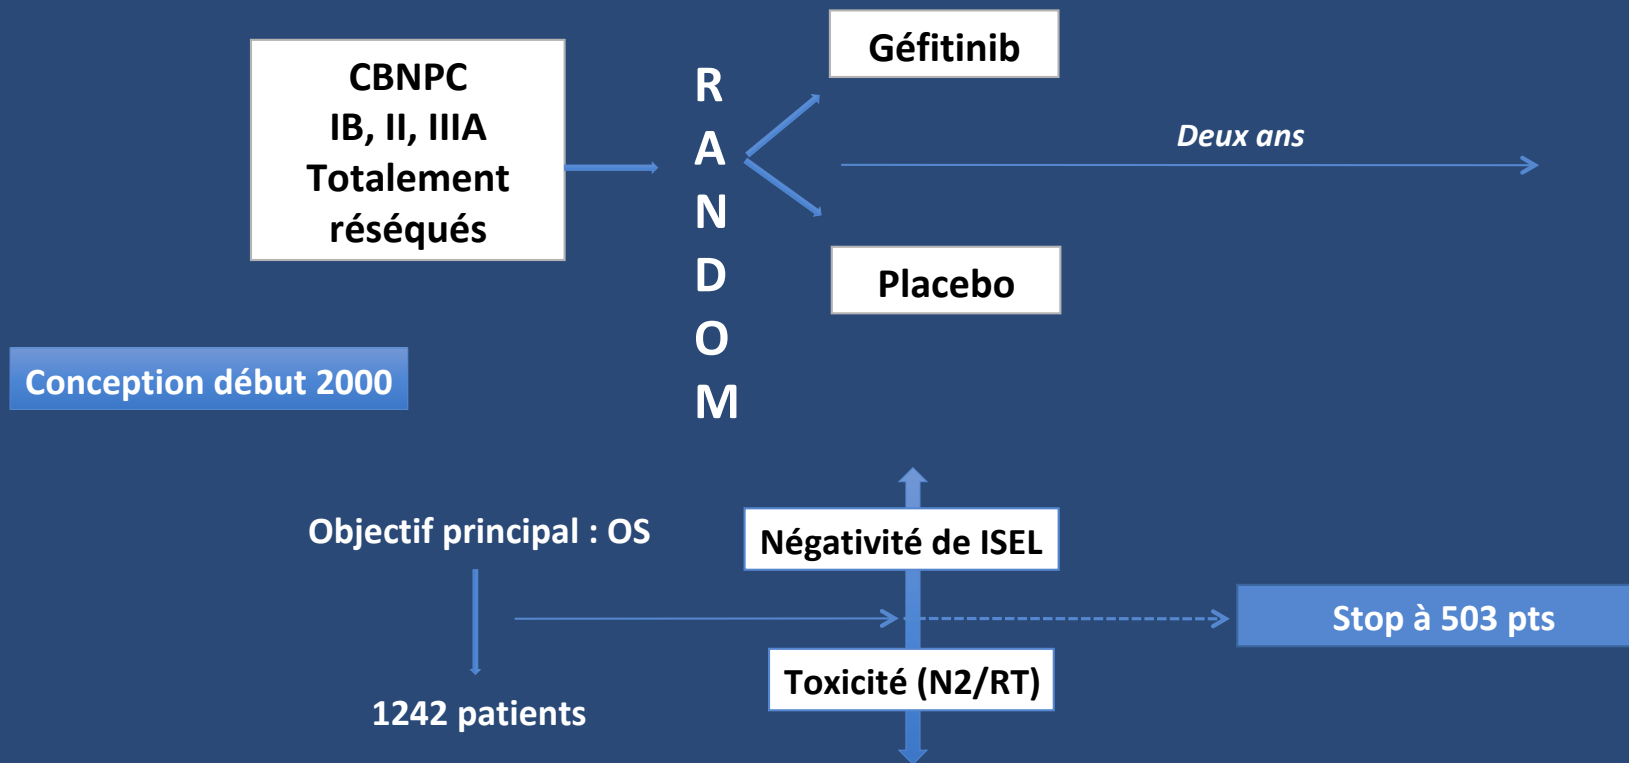 CBNPC
IB, II, IIIA
Totalement
réséqués
R
A
N
D
O
M
Géfitinib
Deux ans
Placebo
Conception début 2000
Objectif principal : OS
1242 patients
Négativité de ISEL
Toxicité (N2/RT)
Stop à 503 pts